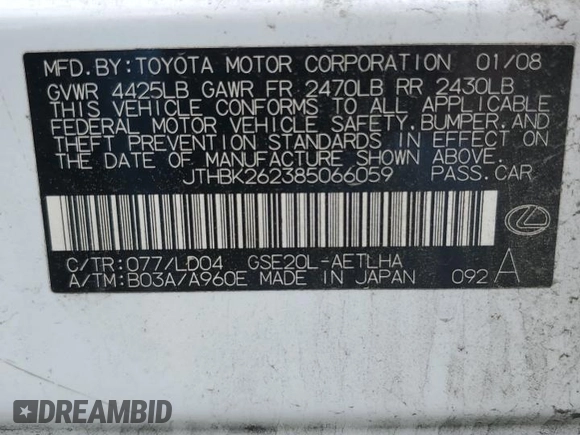 MFD.BY:TOYOTA MOTOR CORPORATION 01/08
GVWR 4425LB GAWR FR 2470LB RR 2430LB
THIS VEHICLE CONFORMS TO ALL APPLICABLE
FEDERAL MOTOR VEHICLE SAFETY,BUMPER,AND
THEFT PREVENTION STANDARDS IN EFFECT ON
THE DATE OF MANUFACTURE SHOWN ABOVE.
JTHBK262385066059 PASS.CAR
C/TR:077/LD04 GSE20L-AETLHA
A/TM:B03A/A960E MADE IN JAPAN 092 A
DREAMBID